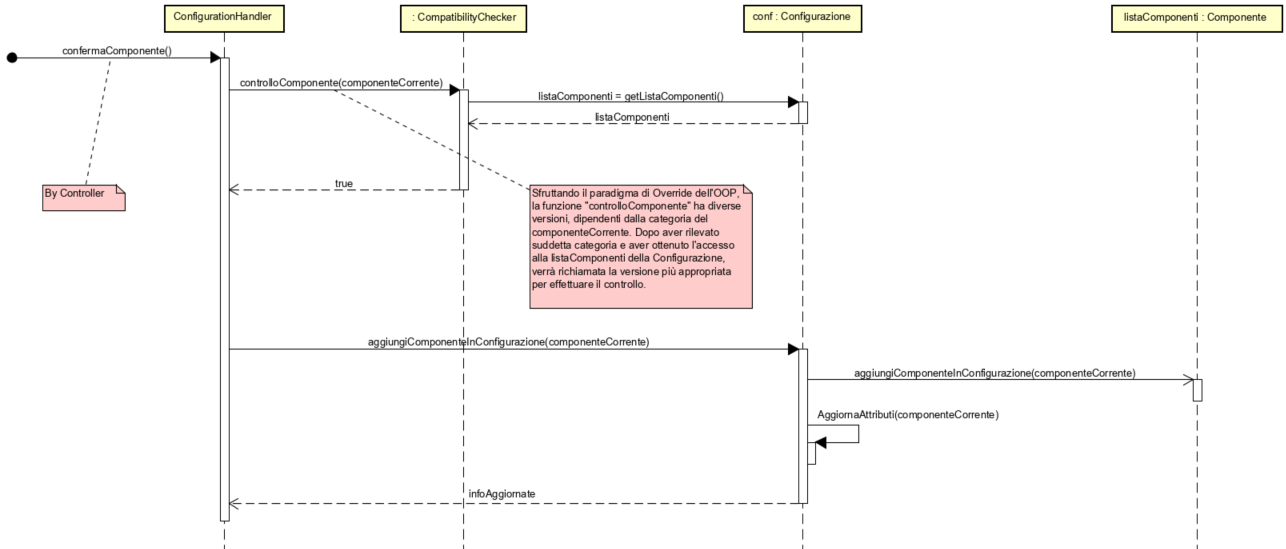 ConfigurationHandler
: CompatibilityChecker
conf : Configurazione
listaComponenti : Componente
confermaComponente()
controlloComponente(componenteCorrente)
listaComponenti = getListaComponenti()
listaComponenti
true
By Controller
Sfruttando il paradigma di Override dell'OOP,
la funzione "controlloComponente" ha diverse
versioni, dipendenti dalla categoria del
componenteCorrente. Dopo aver rilevato
suddetta categoria e aver ottenuto l'accesso
alla listaComponenti della Configurazione,
verrà richiamata la versione più appropriata
per effettuare il controllo.
aggiungiComponenteInConfigurazione(componenteCorrente)
aggiungiComponenteInConfigurazione(componenteCorrente)
AggiornaAttributi(componenteCorrente)
infoAggiornate